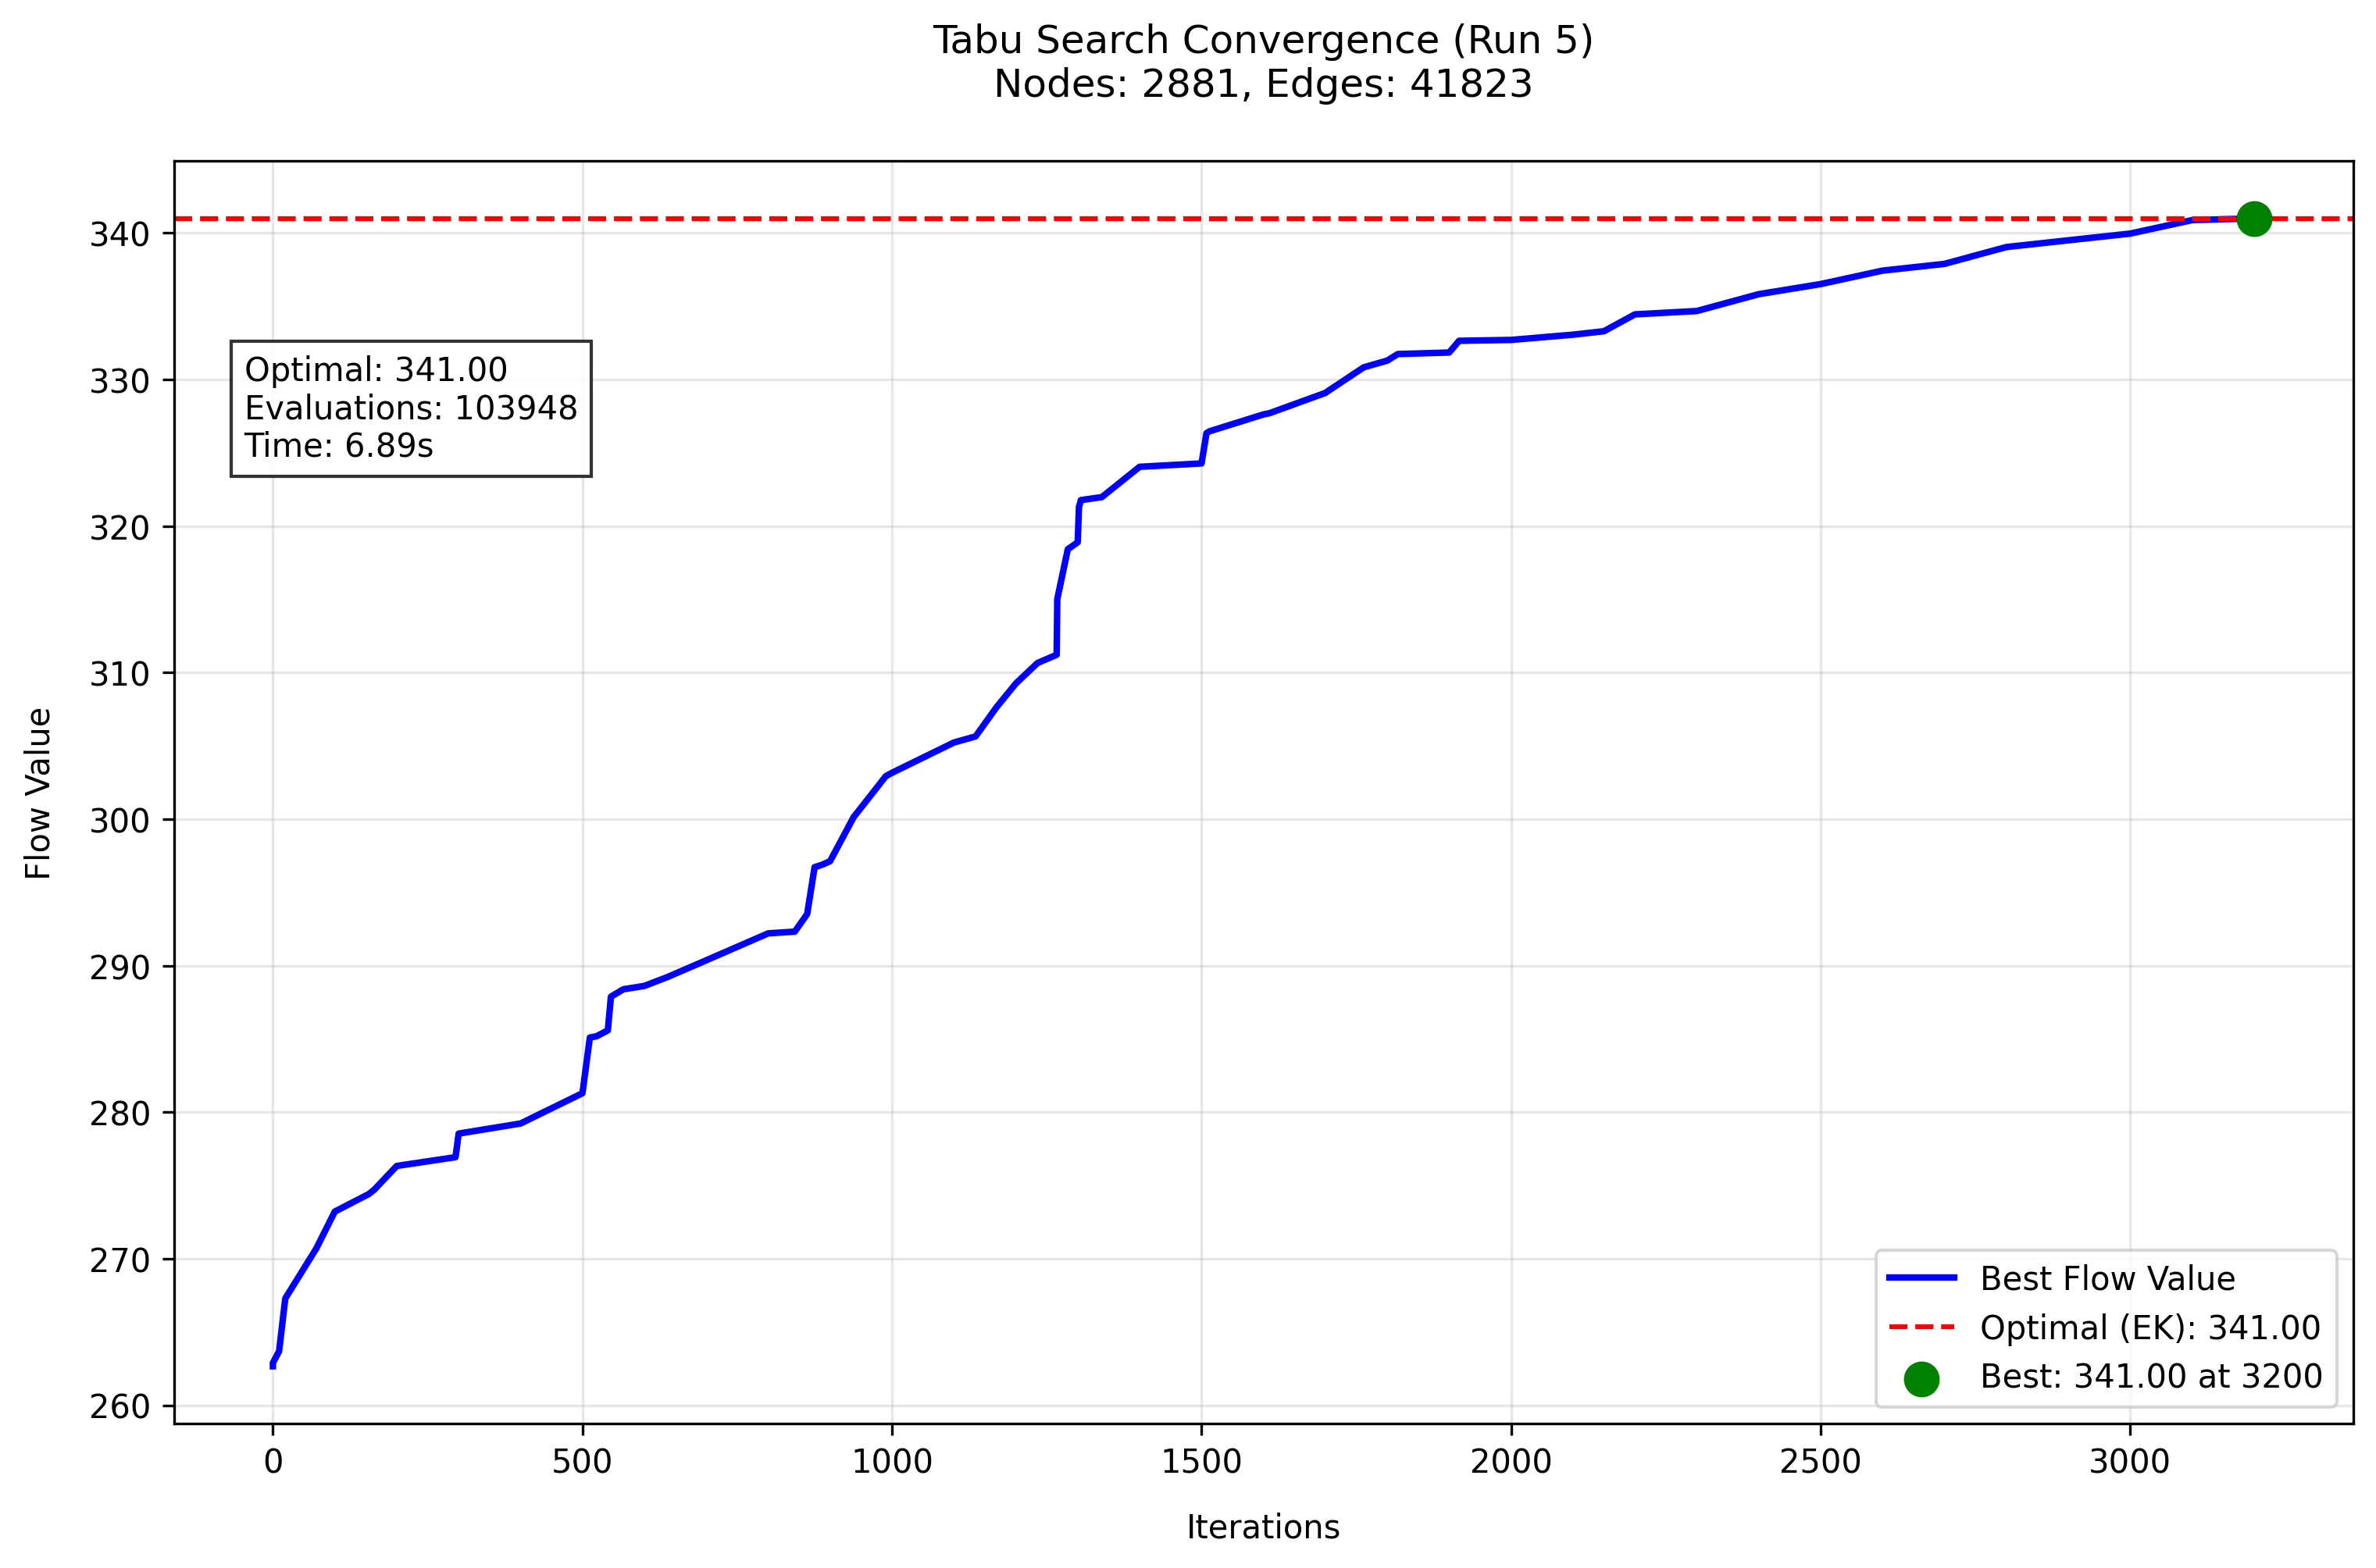 Tabu Search Convergence (Run 5)
Nodes: 2881, Edges: 41823
Flow Value
340
330
320
310
300
290
280
270
260
Optimal: 341.00
Evaluations: 103948
Time: 6.89s
Best Flow Value
Optimal (EK): 341.00
Best: 341.00 at 3200
0
500
1000
1500
2000
2500
3000
Iterations